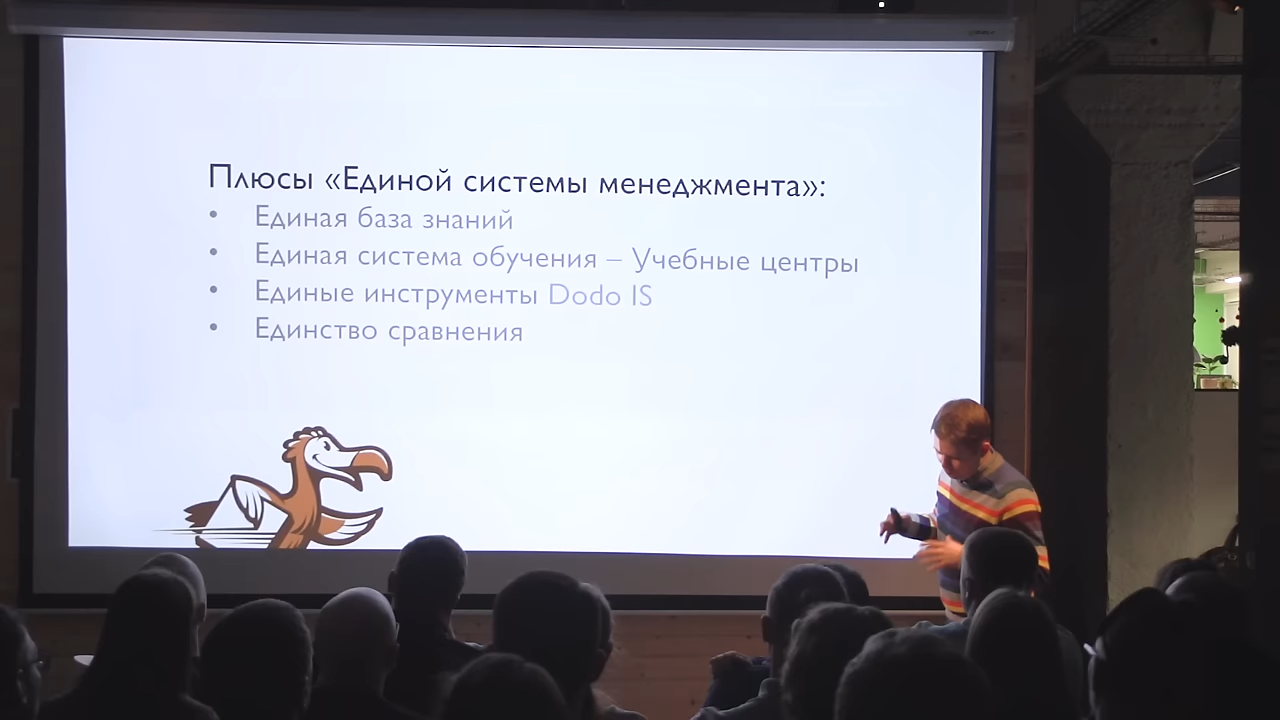 Плюсы «Единой системы менеджмента»:
• Единая база знаний
• Единая система обучения – Учебные центры
• Единые инструменты Dodo IS
• Единство сравнения